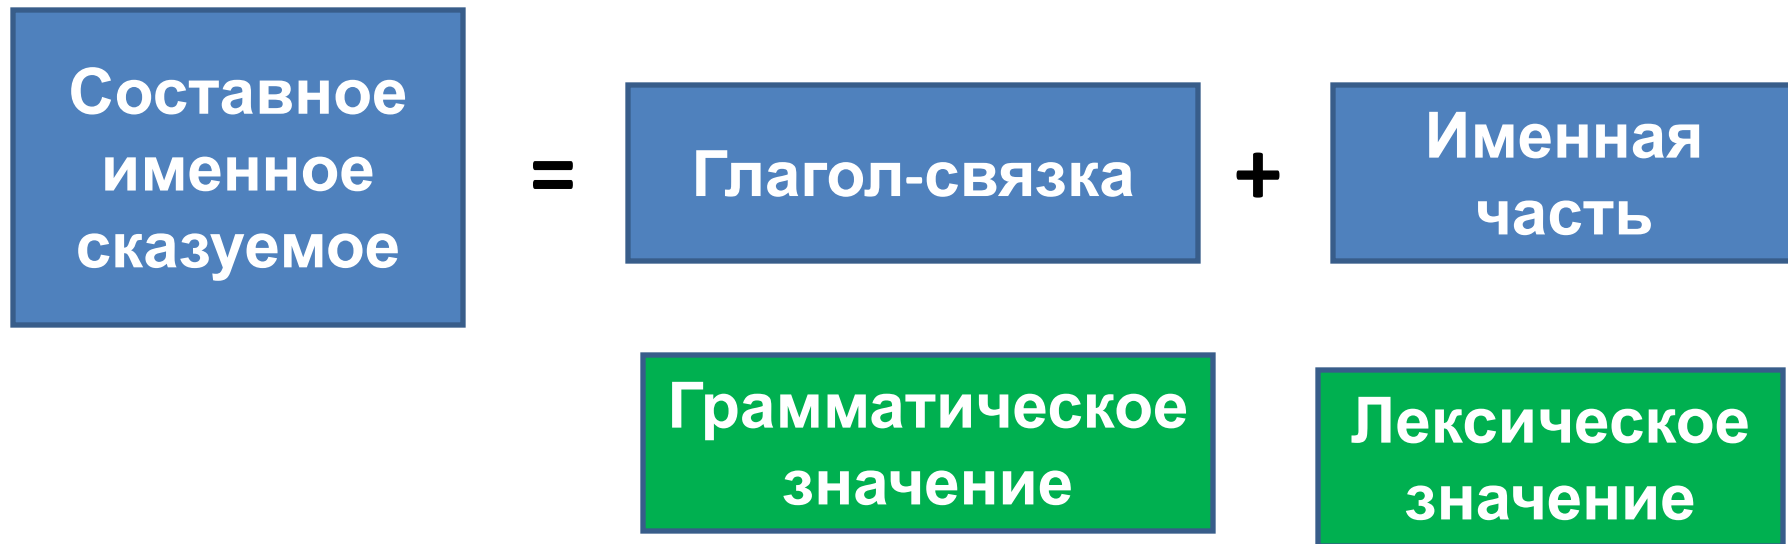 Составное
именное
сказуемое
=
Глагол-связка
+
Именная
часть
Грамматическое
значение
Лексическое
значение